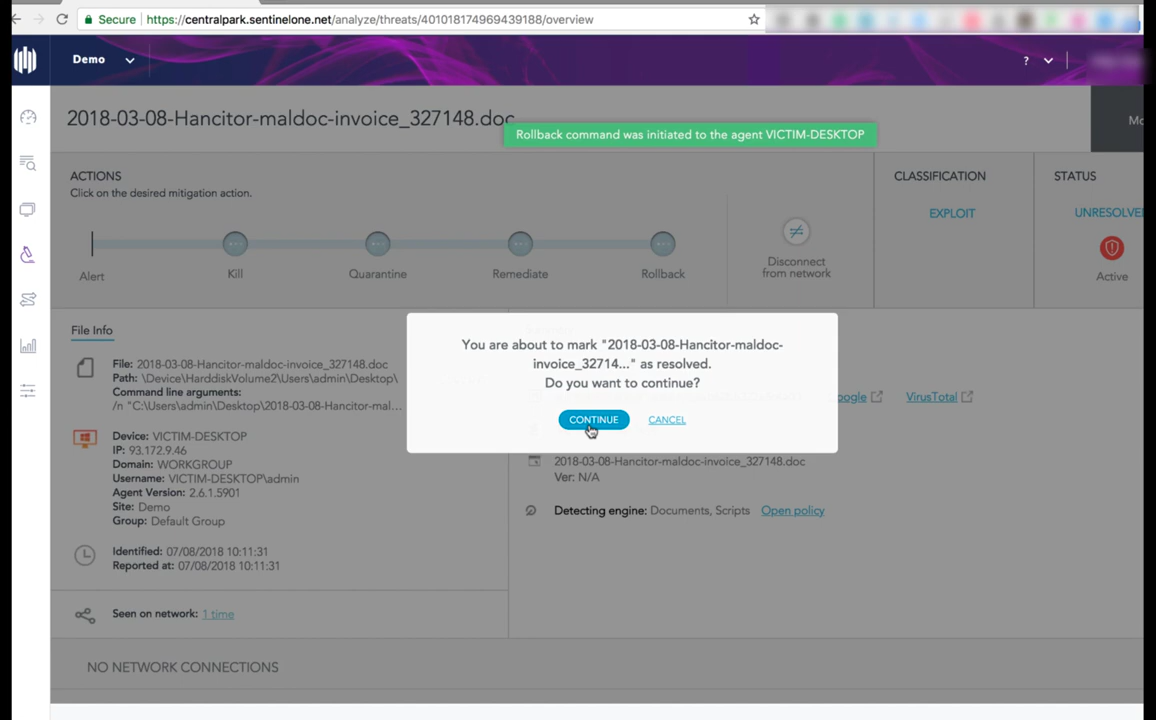 Secure https://centralpark.sentinelone.net/analyze/threats/401018174969439188/overview
Demo
?
2018-03-08-Hancitor-maldoc-invoice_327148.doc
Rollback command was initiated to the agent VICTIM-DESKTOP
ACTIONS
Click on the desired mitigation action.
Alert
Kill
Quarantine
Remediate
Rollback
Disconnect
from network
CLASSIFICATION
EXPLOIT
STATUS
UNRESOLVE
Active
You are about to mark "2018-03-08-Hancitor-maldoc-
invoice_32714..." as resolved.
Do you want to continue?
CONTINUE CANCEL
File Info
File: 2018-03-08-Hancitor-maldoc-invoice_327148.doc
Path: \Device\HarddiskVolume2\Users\admin\Desktop\
Command line arguments:
/n "C:\Users\admin\Desktop\2018-03-08-Hancitor-mal...
Device: VICTIM-DESKTOP
IP: 93.172.9.46
Domain: WORKGROUP
Username: VICTIM-DESKTOP\admin
Agent Version: 2.6.1.5901
Site: Demo
Group: Default Group
Identified: 07/08/2018 10:11:31
Reported at: 07/08/2018 10:11:31
Seen on network: 1 time
oogle VirusTotal
2018-03-08-Hancitor-maldoc-invoice_327148.doc
Ver: N/A
Detecting engine: Documents, Scripts Open policy
NO NETWORK CONNECTIONS